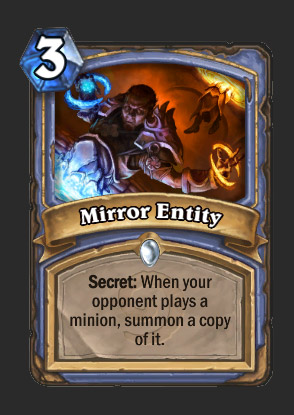 3
Mirror Entity
Secret: When your
opponent plays a
minion, summon a copy
of it.